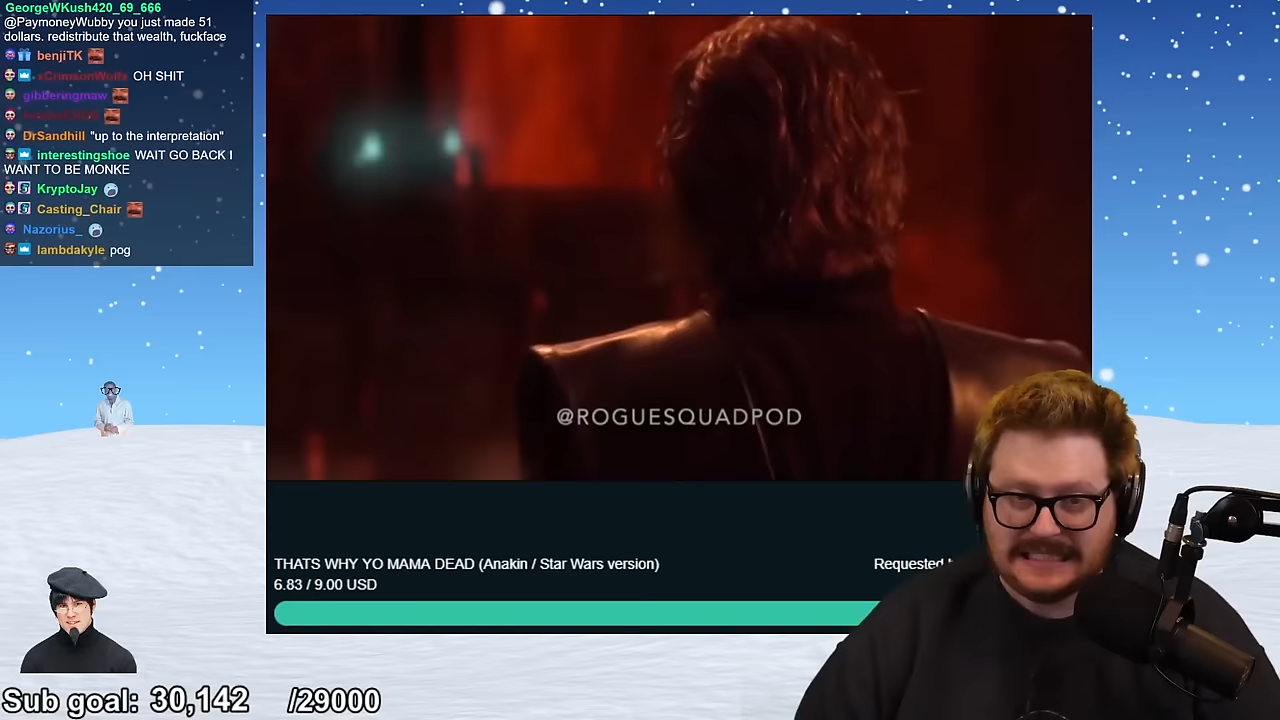 GeorgeWKush420_69_666
@PaymoneyWubby you just made 51
dollars. redistribute that wealth, fuckface
benjiTK
xCrimsonWolfx OH SHIT
gibberingmaw
DrSandhill "up to the interpretation"
interestingshoe WAIT GO BACK I
WANT TO BE MONKE
KryptoJay
Casting_Chair
Nazorius_
lambdakyle pog
@ROGUESQUADPOD
THATS WHY YO MAMA DEAD (Anakin / Star Wars version)
Requested
6.83 / 9.00 USD
Sub goal: 30,142 /29000